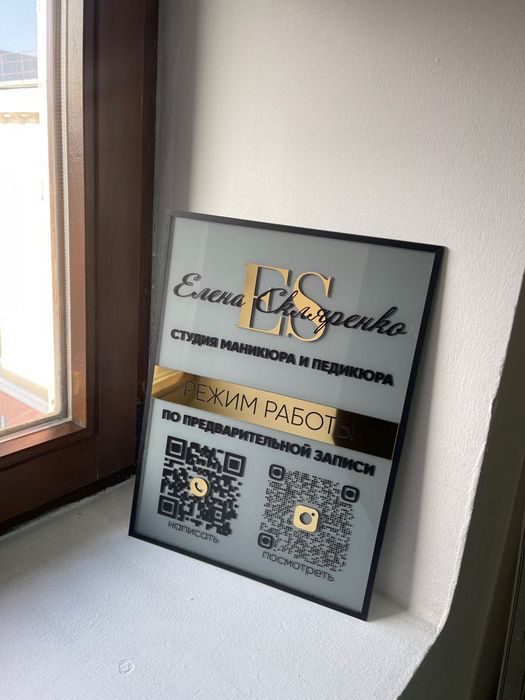 ES
Елена Скляренко
СТУДИЯ МАНИКЮРА И ПЕДИКЮРА
РЕЖИМ РАБОТЫ
ПО ПРЕДВАРИТЕЛЬНОЙ ЗАПИСИ
написать
посмотреть